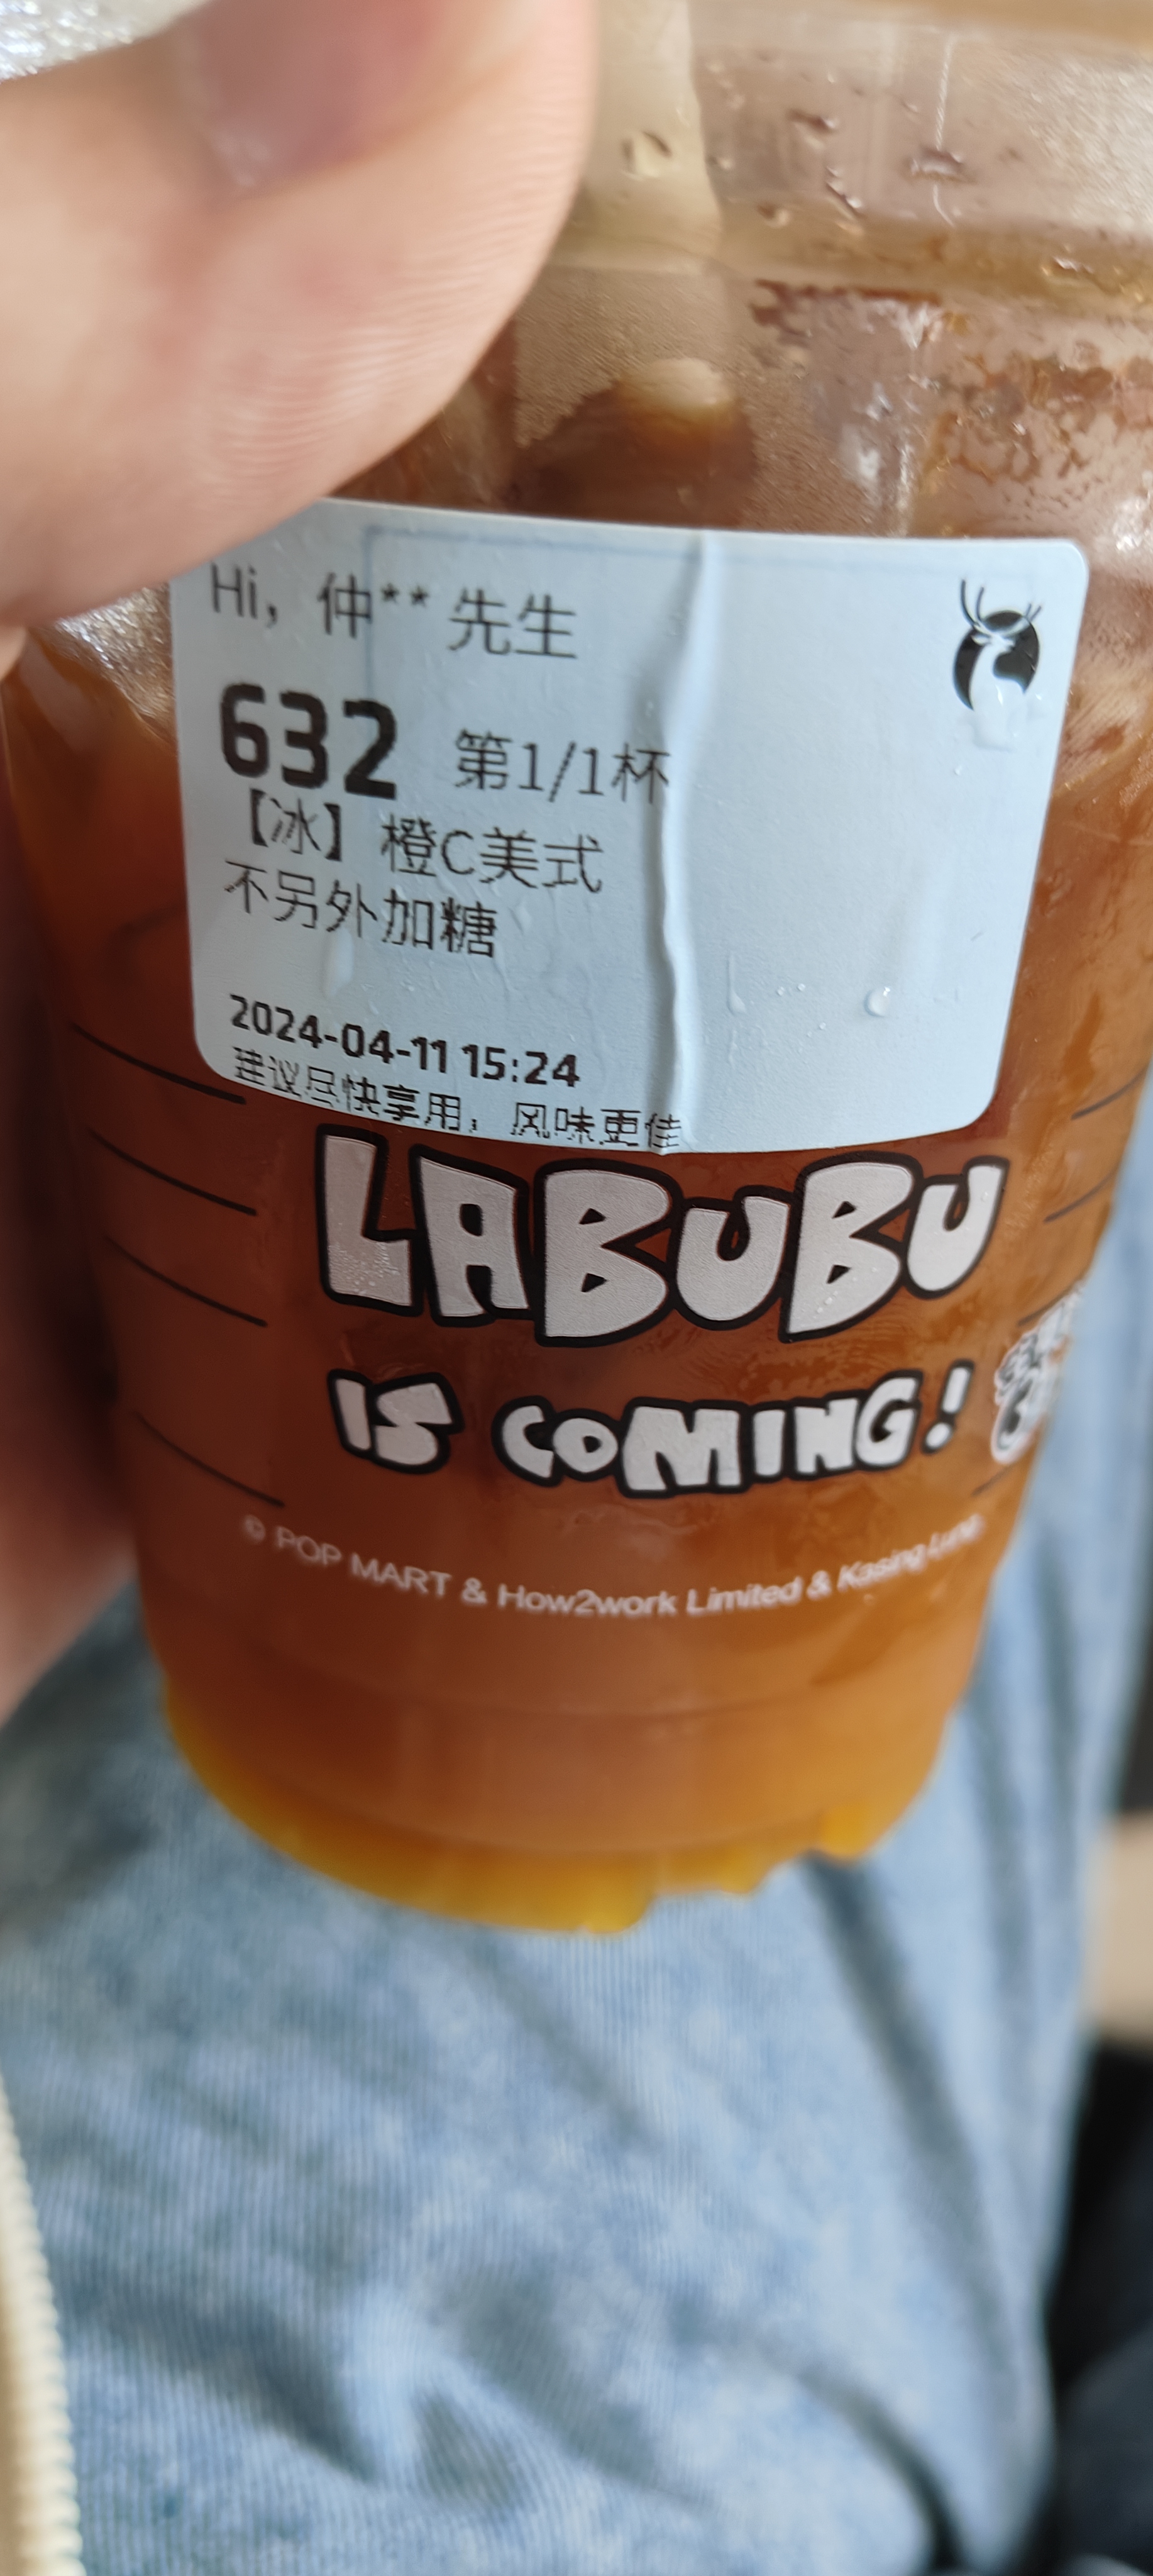 Hi, 仲** 先生
632 第1/1杯
【冰】橙C美式
不另外加糖
2024-04-11 15:24
建议尽快享用，风味更佳
LABUBU
IS COMING!
© POP MART & How2work Limited & Kasing Lung